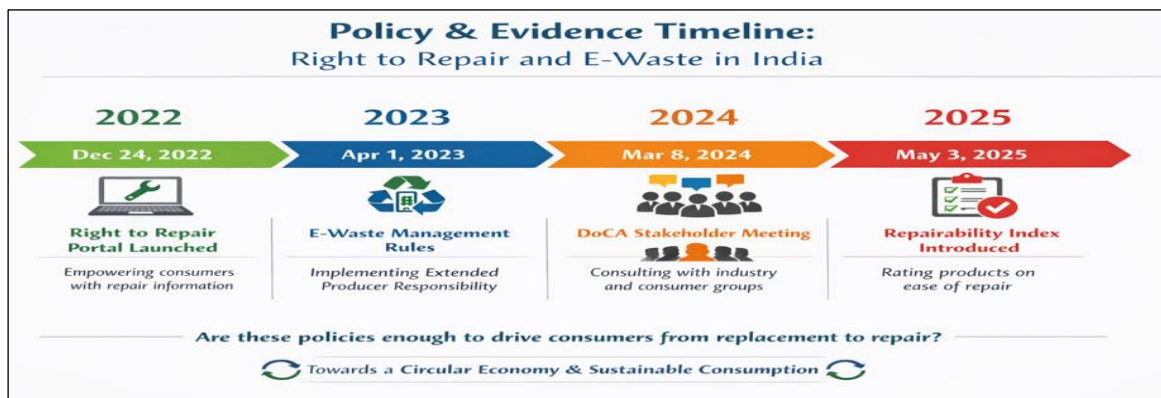 Policy & Evidence Timeline:
Right to Repair and E-Waste in India
2022
2023
2024
2025
Dec 24, 2022
Apr 1, 2023
Mar 8, 2024
May 3, 2025
Right to Repair
Portal Launched
Empowering consumers
with repair information
E-Waste Management
Rules
Implementing Extended
Producer Responsibility
DoCA Stakeholder Meeting
Consulting with industry
and consumer groups
Repairability Index
Introduced
Rating products on
ease of repair
Are these policies enough to drive consumers from replacement to repair?
Towards a Circular Economy & Sustainable Consumption